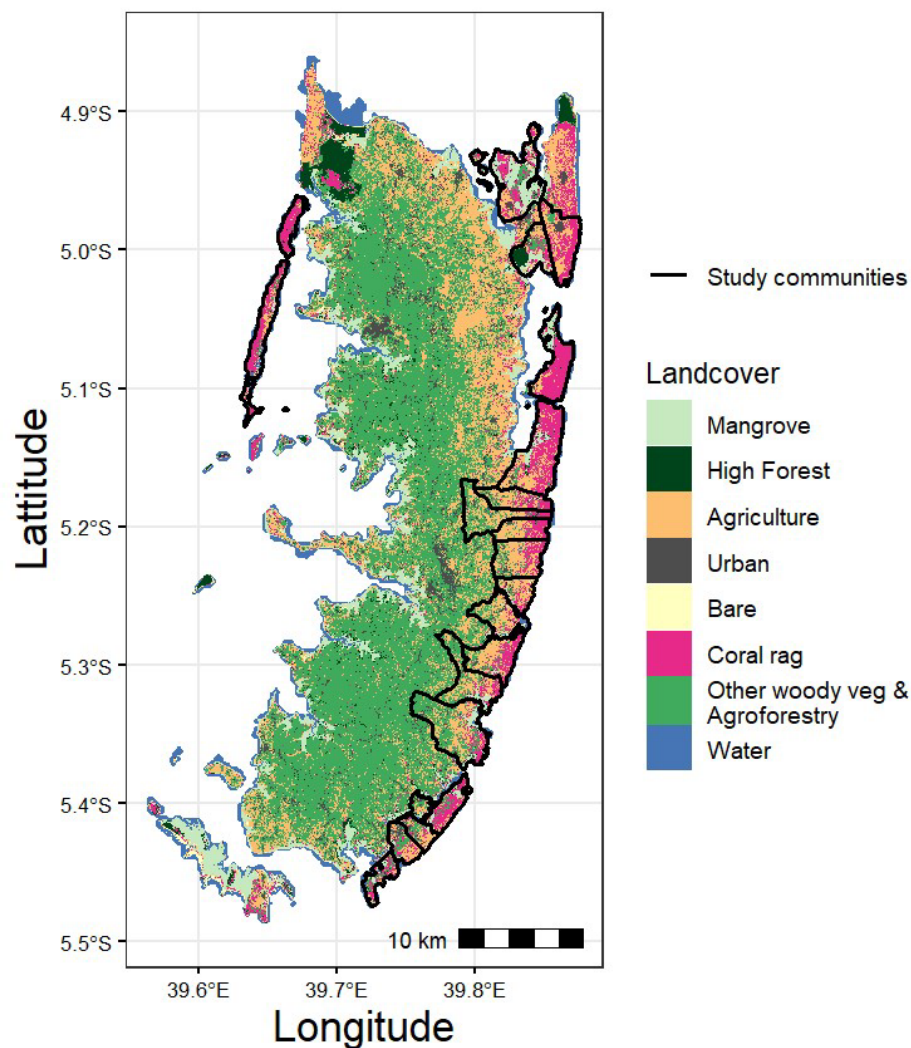 4.9°S
5.0°S
5.1°S
5.2°S
5.3°S
5.4°S
5.5°S
Lattitude
10 km
39.6°E
39.7°E
39.8°E
Longitude
Study communities
Landcover
Mangrove
High Forest
Agriculture
Urban
Bare
Coral rag
Other woody veg &
Agroforestry
Water